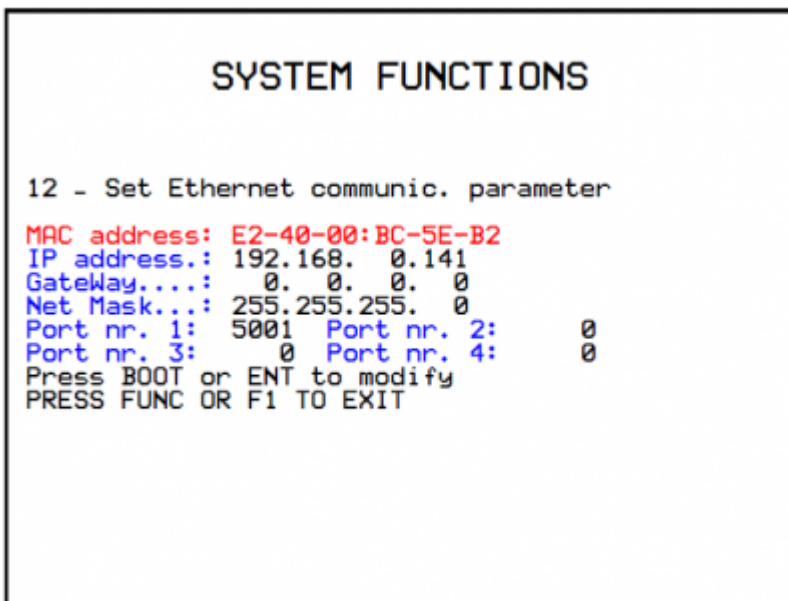 SYSTEM FUNCTIONS
12 - Set Ethernet communic. parameter
MAC address: E2-40-00:BC-5E-B2
IP address.: 192.168.  0.141
GateWay....:   0.  0.  0.  0
Net Mask...: 255.255.255.  0
Port nr. 1:  5001  Port nr. 2:     0
Port nr. 3:     0  Port nr. 4:     0
Press BOOT or ENT to modify
PRESS FUNC OR F1 TO EXIT